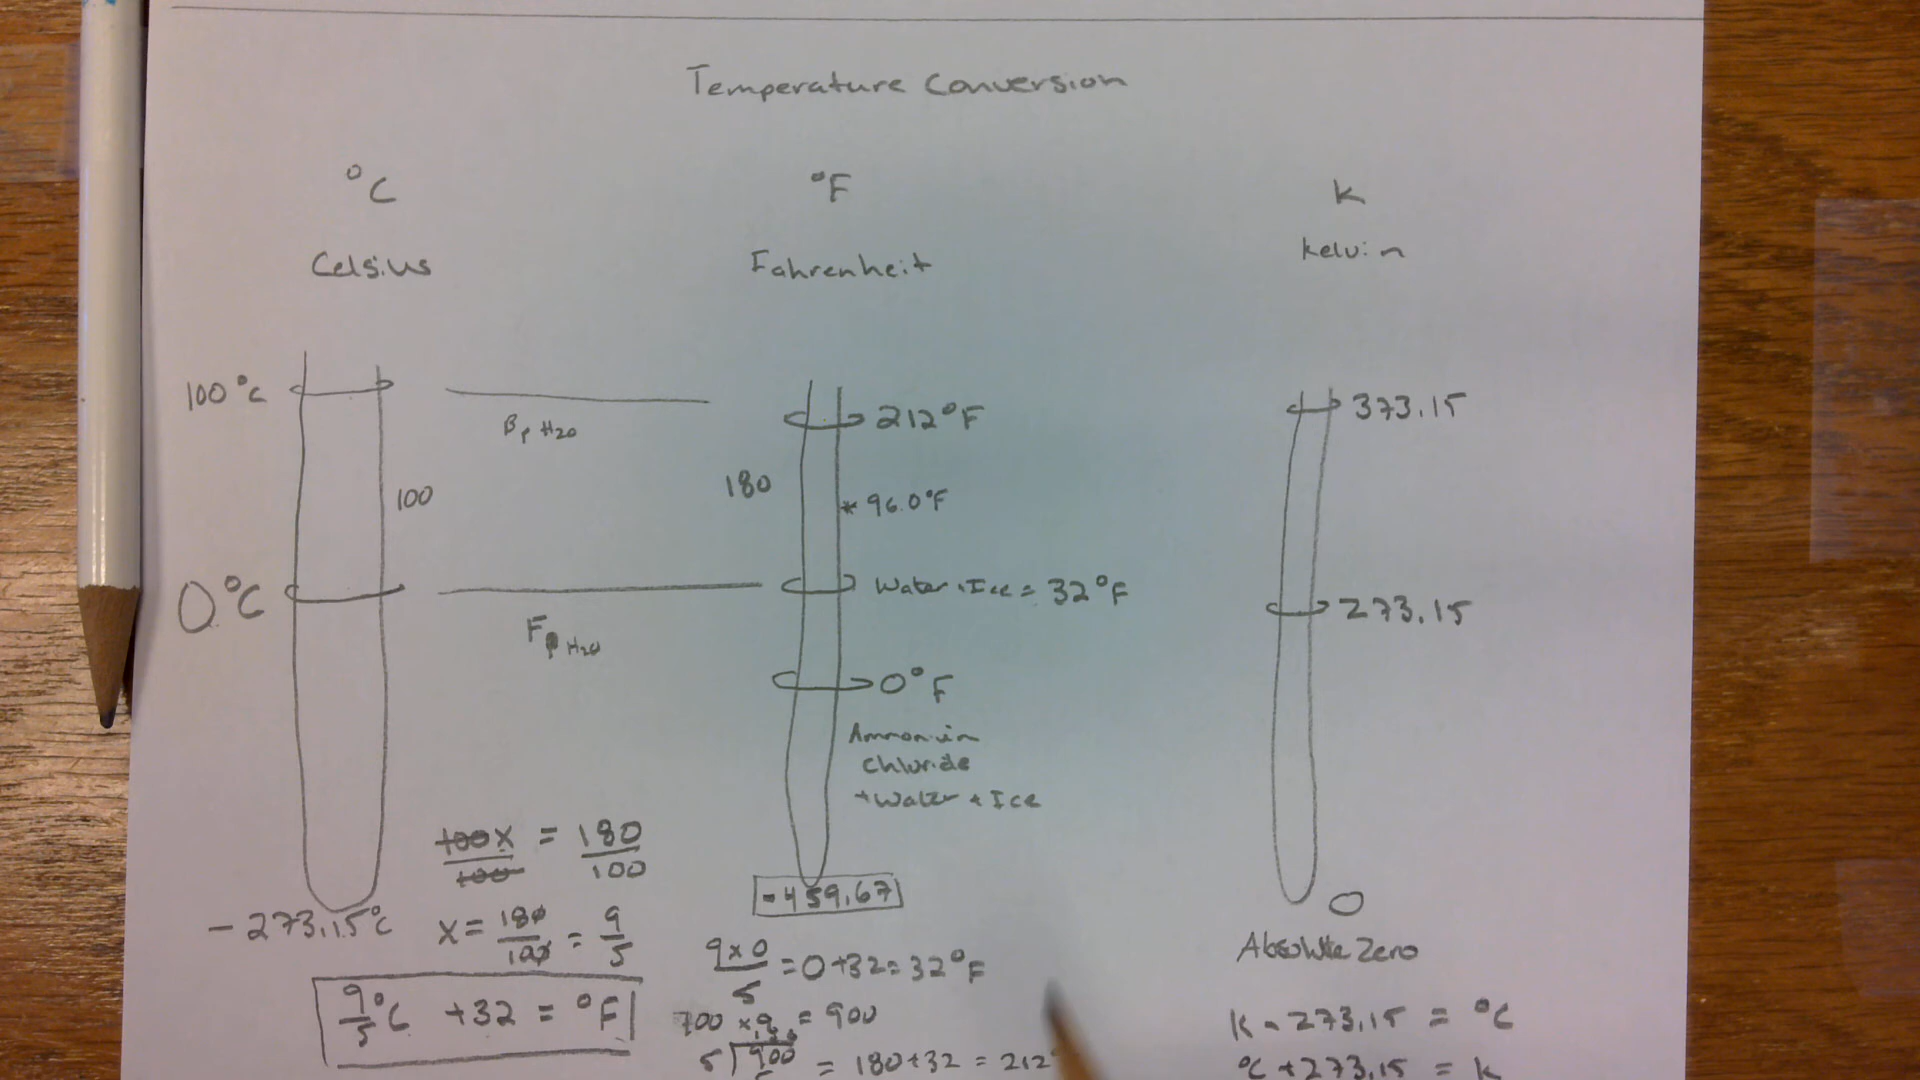 Temperature Conversion
°C
°F
K
Celsius
Fahrenheit
Kelvin
100°C
Bp H2O
212°F
373.15
100
180
* 96.0°F
0°C
Fp H2O
Water + Ice = 32°F
273.15
0°F
Ammonium
Chloride
+ Water + Ice
100x/100 = 180/100
-459.67
0
-273.15°C
x = 180/100 = 9/5
Absolute Zero
9 x 0/5 = 0 + 32 = 32°F
9/5 °C + 32 = °F
100 x 9 = 900
K - 273.15 = °C
5)900 = 180 + 32 = 212°
°C + 273.15 = K